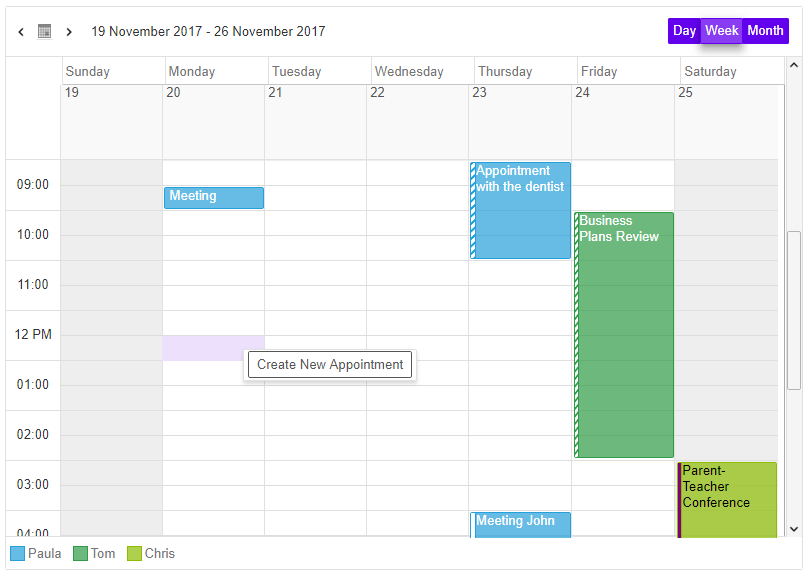 19 November 2017 - 26 November 2017
Day Week Month
Sunday Monday Tuesday Wednesday Thursday Friday Saturday
19 20 21 22 23 24 25
09:00
Meeting
Appointment
with the dentist
10:00
Business
Plans Review
11:00
12 PM
Create New Appointment
01:00
02:00
03:00
Parent-
Teacher
Conference
Meeting John
04:00
Paula Tom Chris